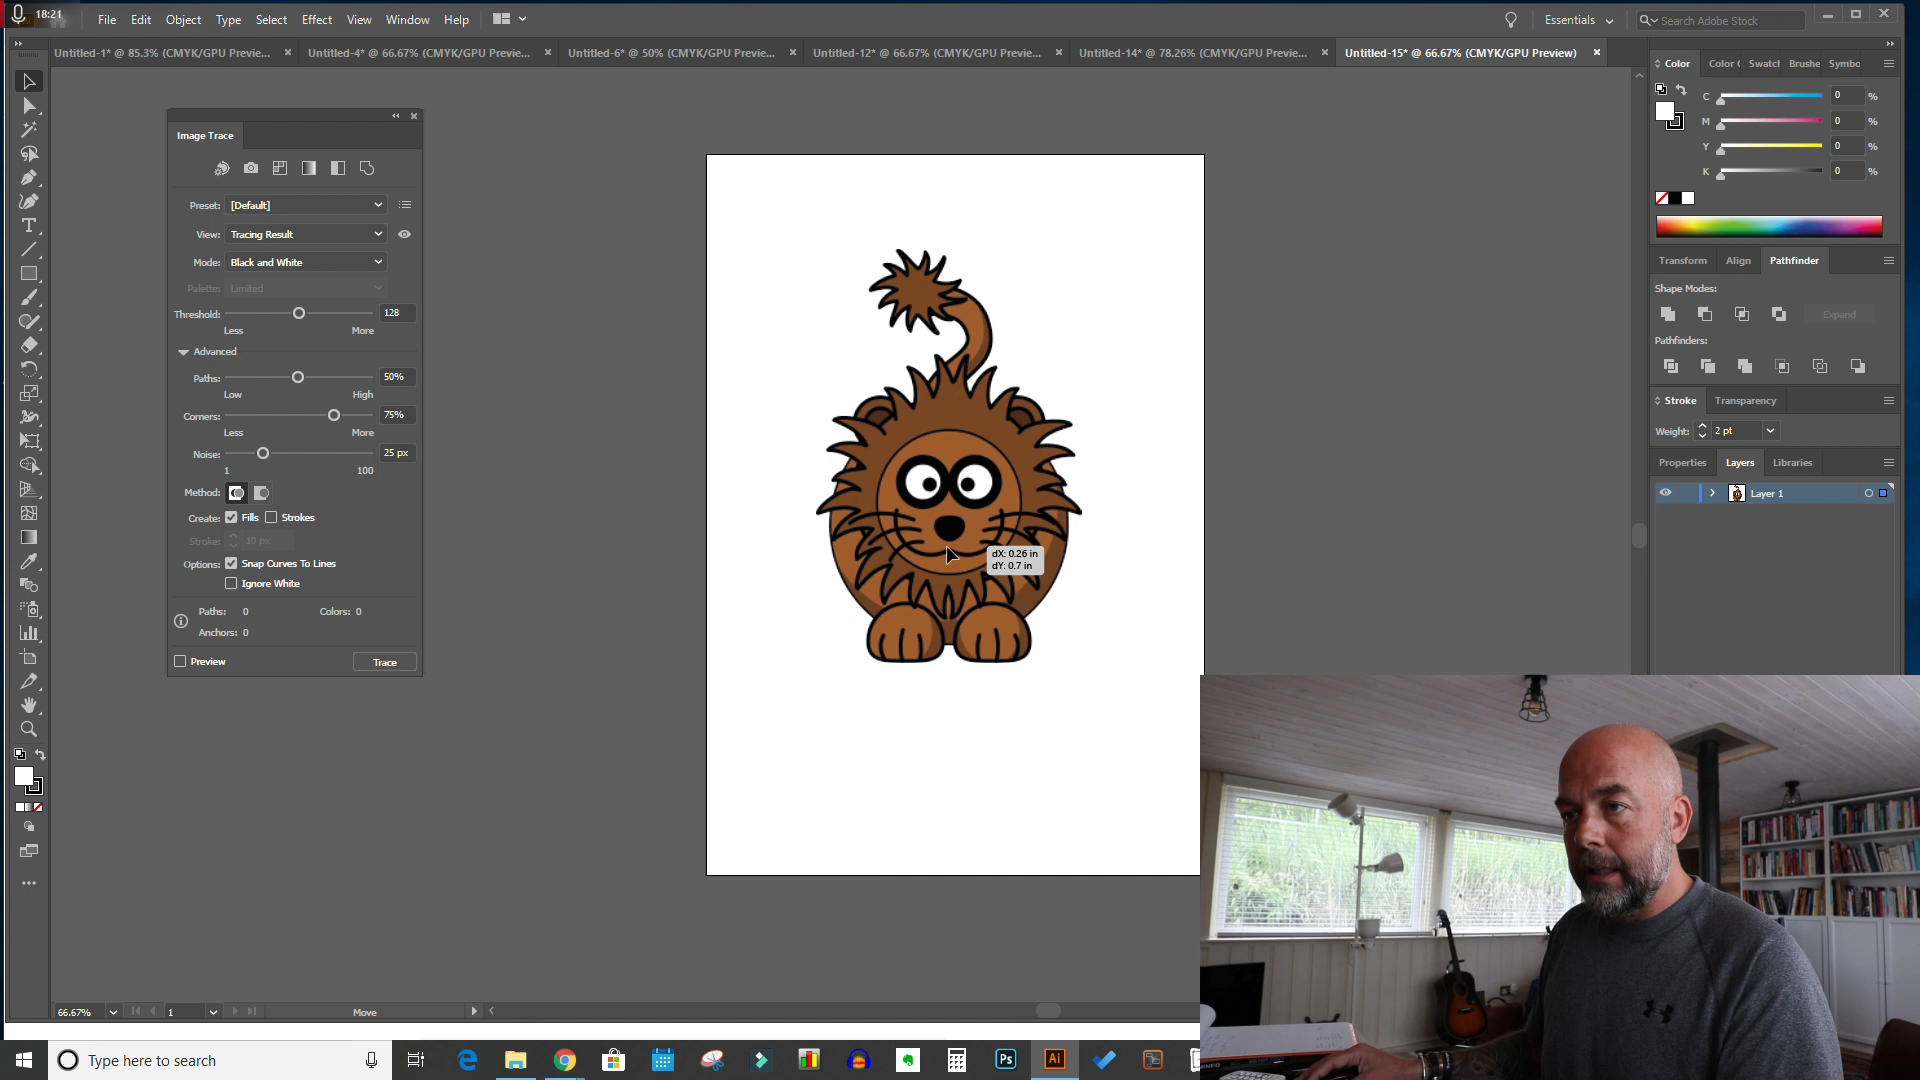 18:21
File Edit Object Type Select Effect View Window Help
Essentials
Search Adobe Stock
Untitled-1* @ 85.3% (CMYK/GPU Previe...
Untitled-4* @ 66.67% (CMYK/GPU Previe...
Untitled-6* @ 50% (CMYK/GPU Previe...
Untitled-12* @ 66.67% (CMYK/GPU Previe...
Untitled-14* @ 78.26% (CMYK/GPU Previe...
Untitled-15* @ 66.67% (CMYK/GPU Preview)
Image Trace
Preset: [Default]
View: Tracing Result
Mode: Black and White
Palette: Limited
Threshold: 128
Less More
Advanced
Paths: 50%
Low High
Corners: 75%
Less More
Noise: 25 px
1 100
Method:
Create: Fills Strokes
Stroke: 10 px
Options: Snap Curves To Lines
Ignore White
Paths: 0 Colors: 0
Anchors: 0
Preview Trace
dX: 0.26 in
dY: 0.7 in
Color Color Swatch Brushe Symbo
C 0 %
M 0 %
Y 0 %
K 0 %
Transform Align Pathfinder
Shape Modes:
Expand
Pathfinders:
Stroke Transparency
Weight: 2 pt
Properties Layers Libraries
Layer 1
66.67% 1 Move
Type here to search
Ps Ai